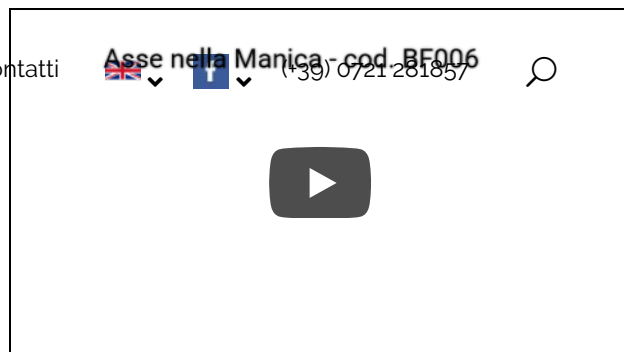 Asse nella Manica - cod. BF006
ontatti
f
(+39) 0721 281857